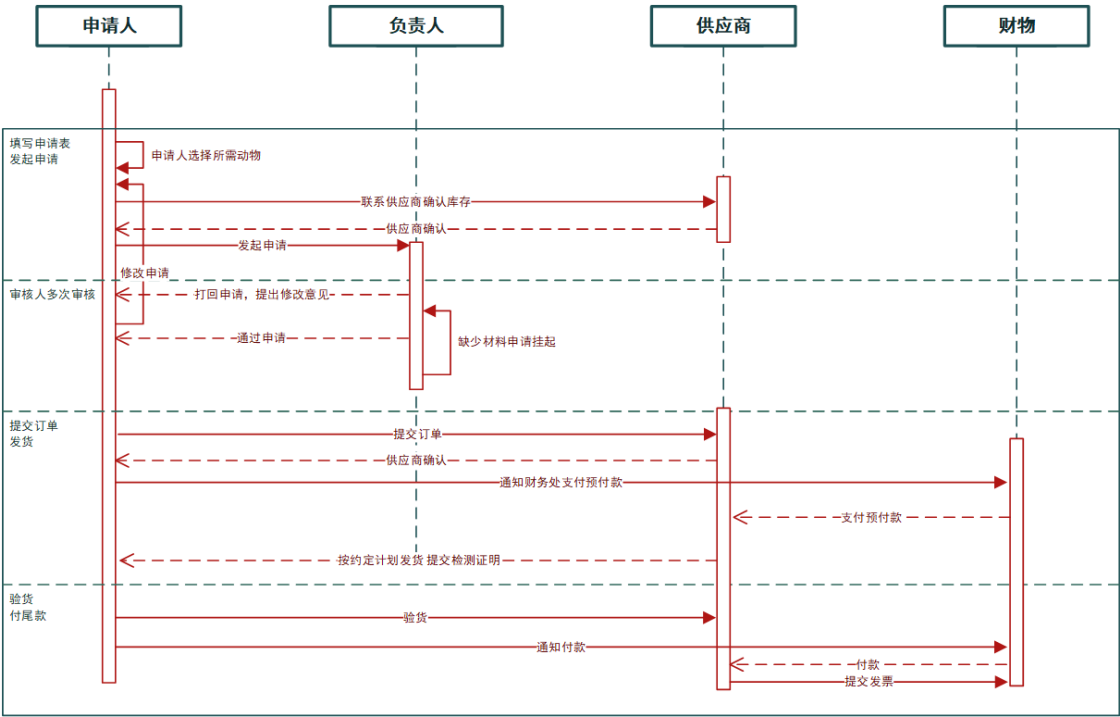 申请人
负责人
供应商
财物
填写申请表
发起申请
申请人选择所需动物
联系供应商确认库存
供应商确认
发起申请
修改申请
审核人多次审核
打回申请，提出修改意见
通过申请
缺少材料申请挂起
提交订单
发货
提交订单
供应商确认
通知财务处支付预付款
支付预付款
按约定计划发货 提交检测证明
验货
付尾款
验货
通知付款
付款
提交发票